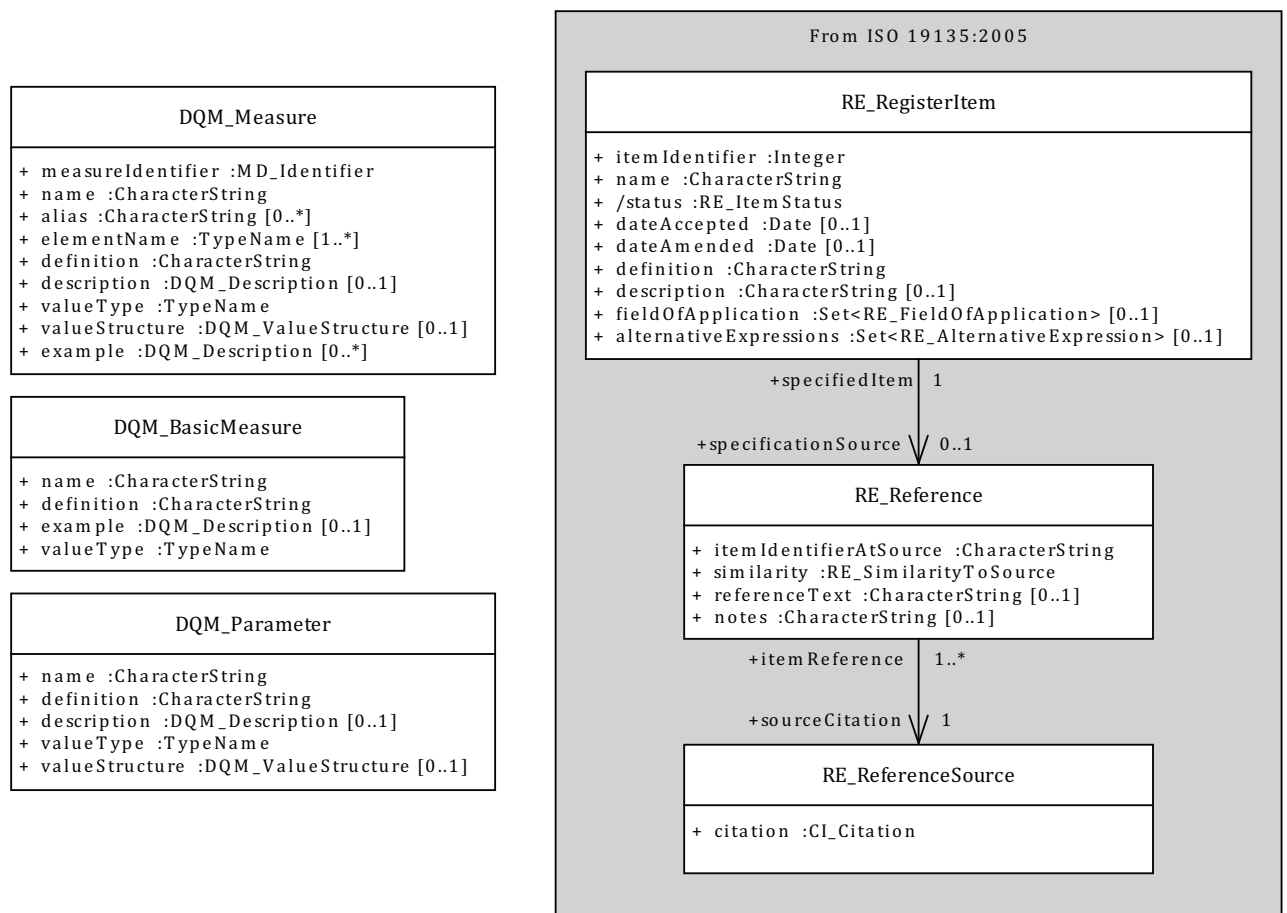 DQM_Measure
+ measureIdentifier :MD_Identifier
+ name :CharacterString
+ alias :CharacterString [0..*]
+ elementName :TypeName [1..*]
+ definition :CharacterString
+ description :DQM_Description [0..1]
+ valueType :TypeName
+ valueStructure :DQM_ValueStructure [0..1]
+ example :DQM_Description [0..*]
DQM_BasicMeasure
+ name :CharacterString
+ definition :CharacterString
+ example :DQM_Description [0..1]
+ valueType :TypeName
DQM_Parameter
+ name :CharacterString
+ definition :CharacterString
+ description :DQM_Description [0..1]
+ valueType :TypeName
+ valueStructure :DQM_ValueStructure [0..1]
From ISO 19135:2005
RE_RegisterItem
+ itemIdentifier :Integer
+ name :CharacterString
+ /status :RE_ItemStatus
+ dateAccepted :Date [0..1]
+ dateAmended :Date [0..1]
+ definition :CharacterString
+ description :CharacterString [0..1]
+ fieldOfApplication :Set<RE_FieldOfApplication> [0..1]
+ alternativeExpressions :Set<RE_AlternativeExpression> [0..1]
+specifiedItem 1
+specificationSource 0..1
RE_Reference
+ itemIdentifierAtSource :CharacterString
+ similarity :RE_SimilarityToSource
+ referenceText :CharacterString [0..1]
+ notes :CharacterString [0..1]
+itemReference 1..*
+sourceCitation 1
RE_ReferenceSource
+ citation :CI_Citation